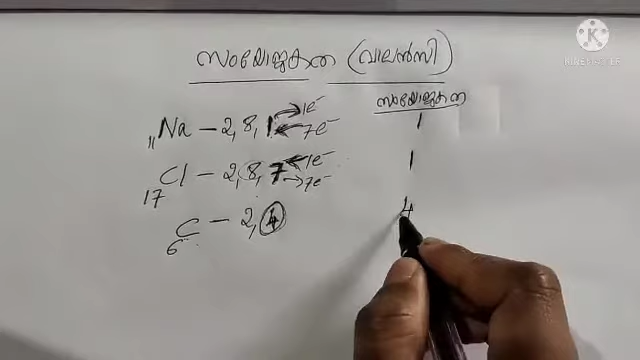 സംയോജകത (വാലൻസി)
സംയോജകത
₁₁Na – 2, 8, 1 1e⁻ 7e⁻ 1
₁₇Cl – 2, 8, 7 1e⁻ 7e⁻ 1
₆C – 2, 4 4
KINEMASTER